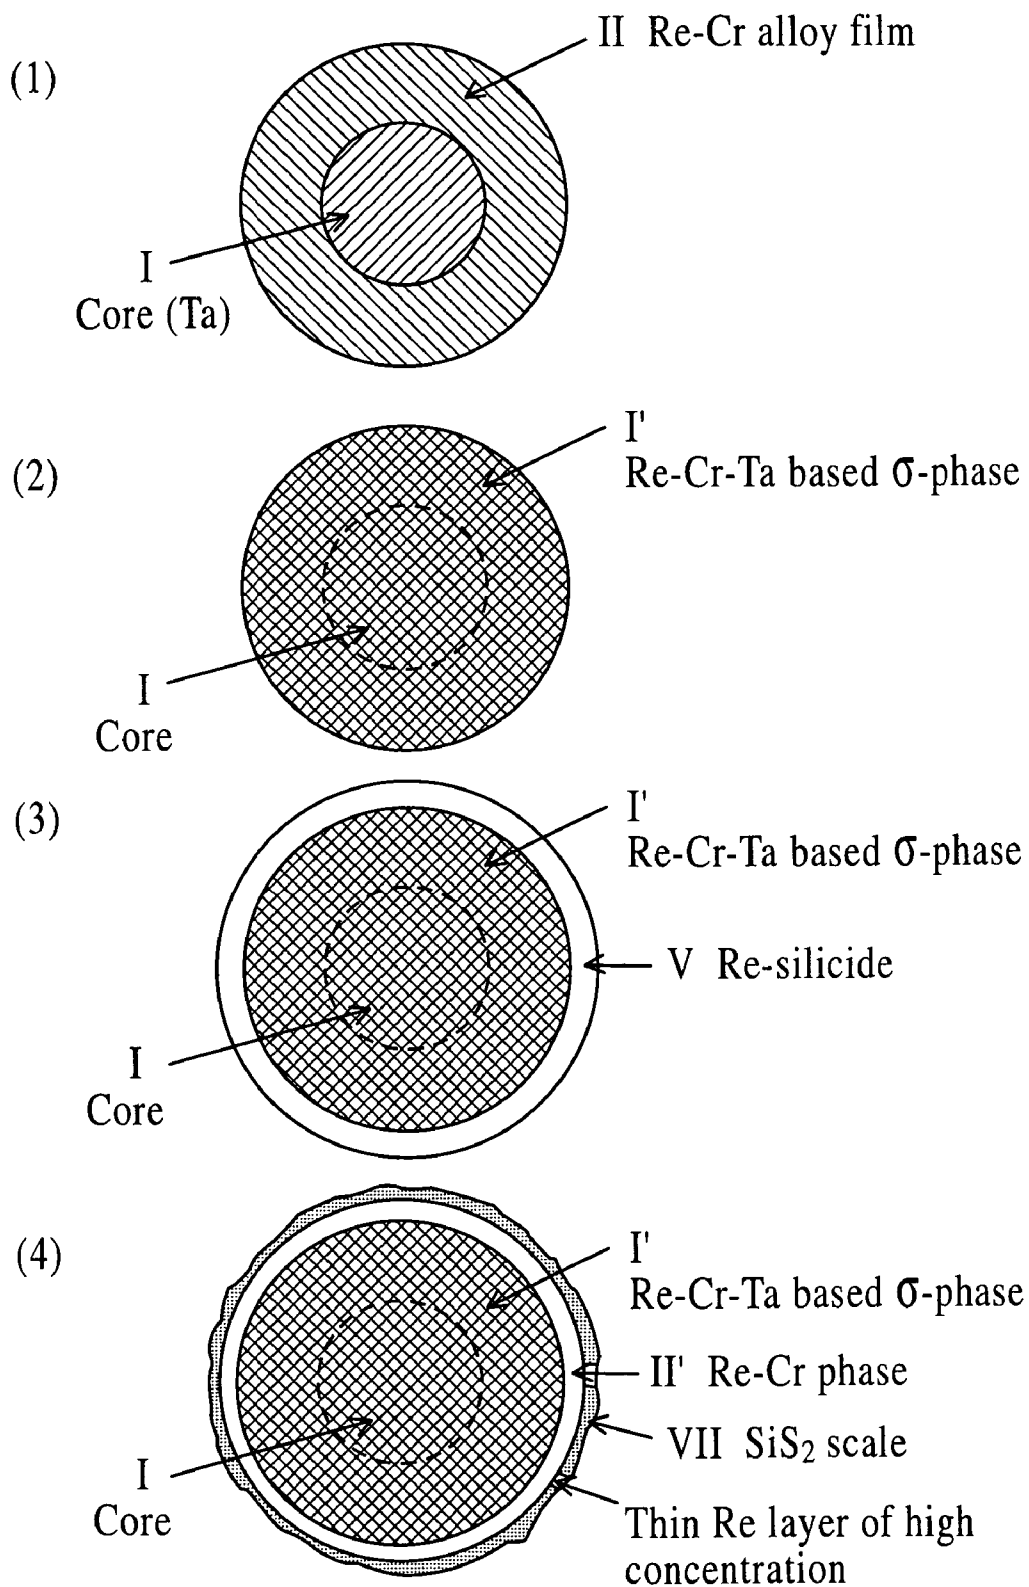 (1)
II Re-Cr alloy film
I
Core (Ta)
(2)
I'
Re-Cr-Ta based σ-phase
I
Core
(3)
I'
Re-Cr-Ta based σ-phase
V Re-silicide
I
Core
(4)
I'
Re-Cr-Ta based σ-phase
II' Re-Cr phase
VII SiS₂ scale
I
Core
Thin Re layer of high
concentration